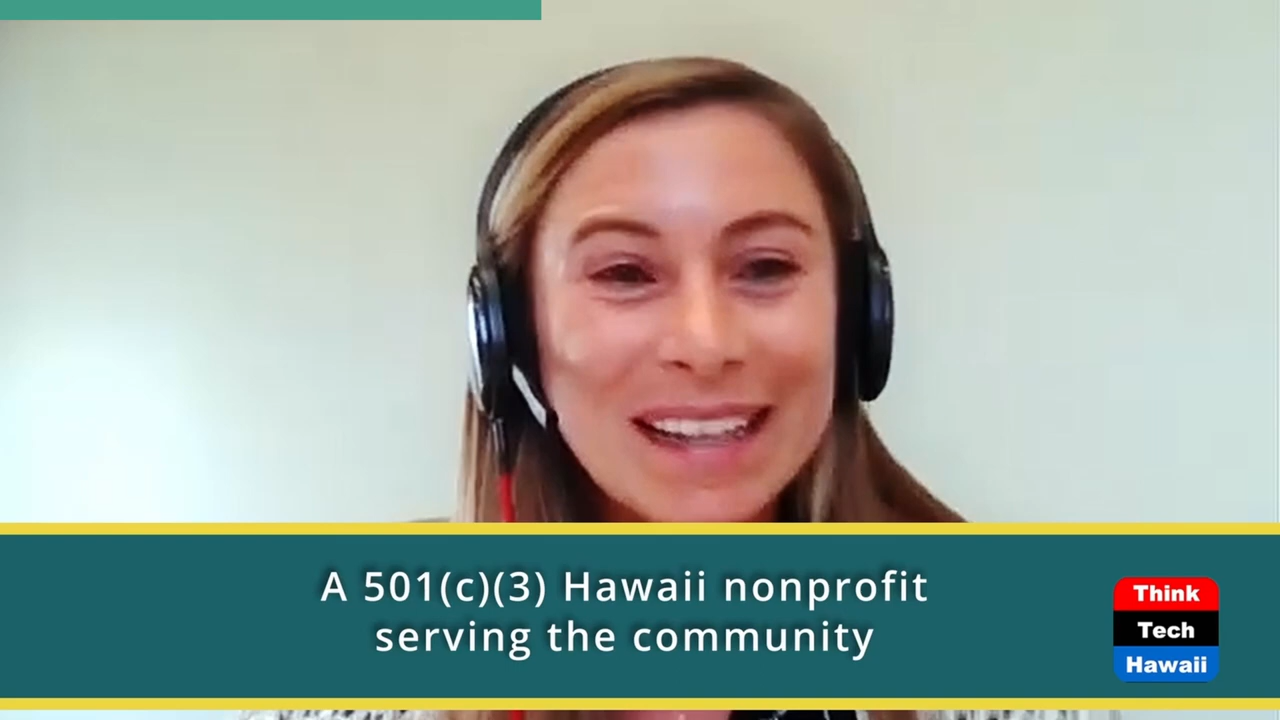 A 501(c)(3) Hawaii nonprofit
serving the community
Think
Tech
Hawaii